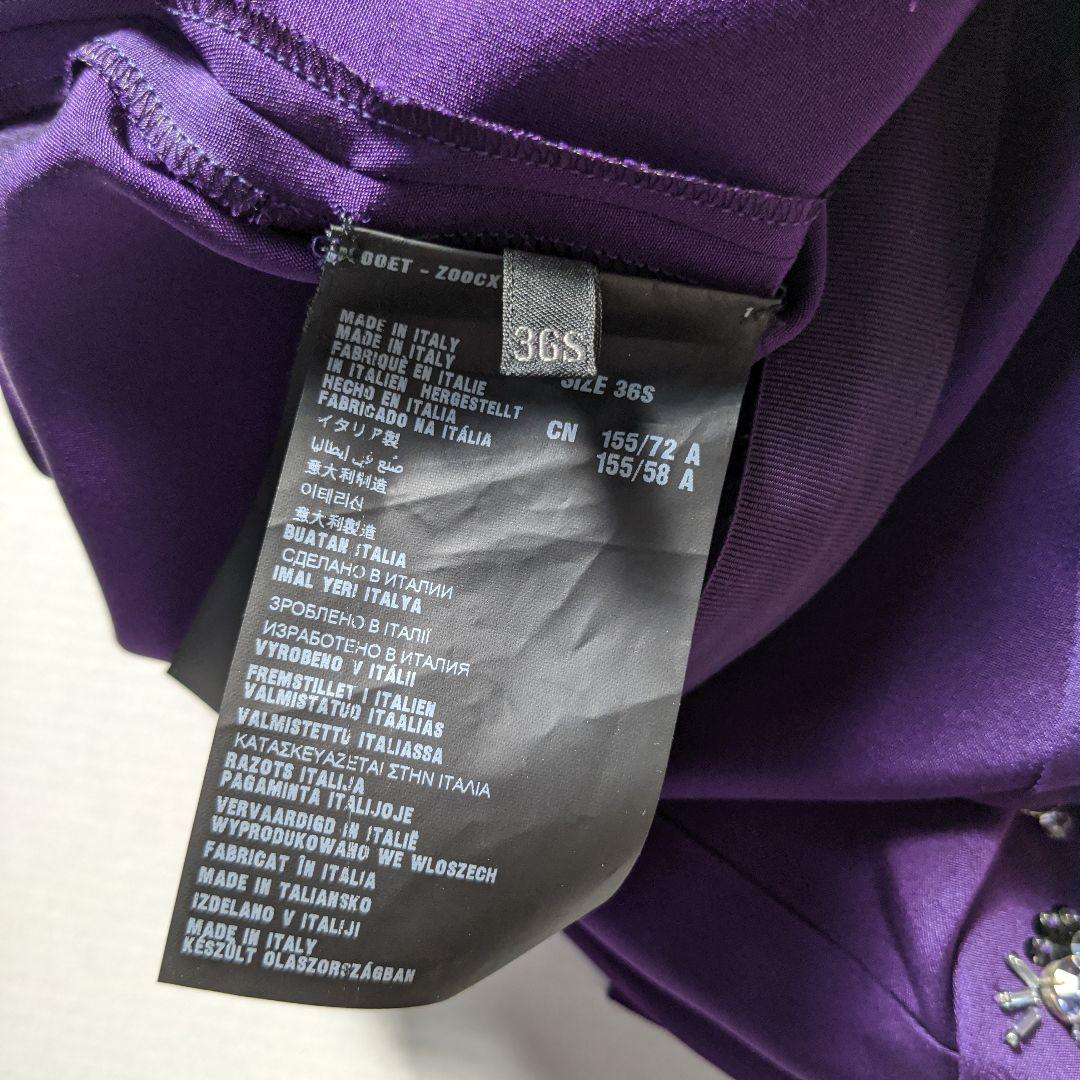 DOET - ZOOCX
36S
SIZE 36S
CN 155/72 A
155/58 A
MADE IN ITALY
MADE IN ITALY
FABRIQUÉ EN ITALIE
IN ITALIEN HERGESTELLT
HECHO EN ITALIA
FABRICADO NA ITÁLIA
イタリア製
صنع في إيطاليا
意大利制造
이테리산
意大利製造
BUATAN ITALIA
СДЕЛАНО В ИТАЛИИ
IMAL YERI ITALYA
ЗРОБЛЕНО В ІТАЛІЇ
ИЗРАБОТЕНО В ИТАЛИЯ
VYROBENO V ITÁLII
FREMSTILLET I ITALIEN
VALMISTATUD ITAALIAS
VALMISTETTU ITALIASSA
ΚΑΤΑΣΚΕΥΑΖΕΤΑΙ ΣΤΗΝ ΙΤΑΛΙΑ
RAZOTS ITALIJA
PAGAMINTA ITALIJOJE
VERVAARDIGD IN ITALIË
WYPRODUKOWANO WE WLOSZECH
FABRICAT ÎN ITALIA
MADE IN TALIANSKO
IZDELANO V ITALIJI
MADE IN ITALY
KÉSZÜLT OLASZORSZÁGBAN